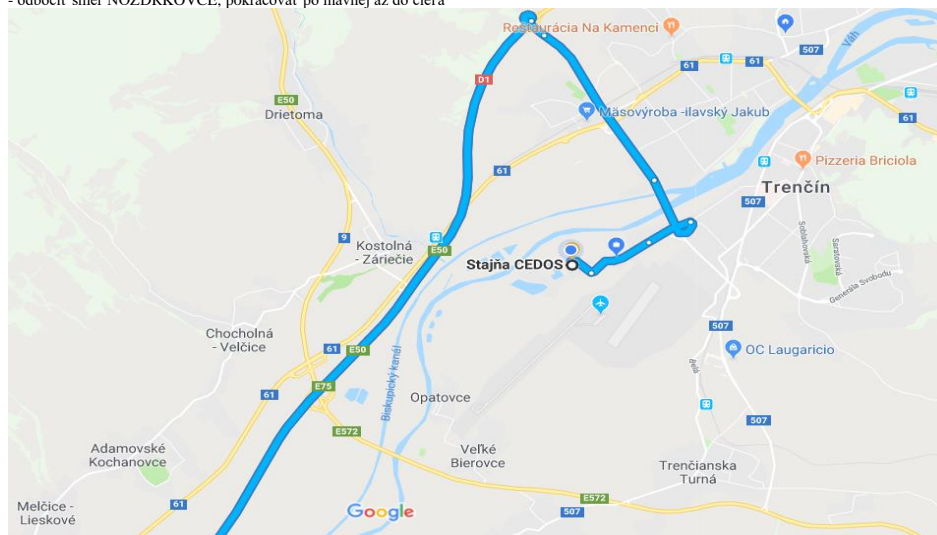 - odbočiť smer NOZDRKOVCE, pokračovať po hlavnej až do cieľa
Restaurácia Na Kamenci
507
Váh
61
61
D1
E50
Drietoma
Mäsovýroba -ilavský Jakub
61
61
Pizzeria Briciola
Trenčín
507
9
Kostolná
- Záriečie
E50
Stajňa CEDOS
Soblahovská
Saratovská
Generála Svobodu
507
Chocholná
- Velčice
61
E50
OC Laugaricio
E75
Biskupický kanál
Belá
61
Opatovce
507
E572
Adamovské
Kochanovce
Veľké
Bierovce
Trenčianska
Turná
61
Melčice -
Lieskové
Google
E572
507